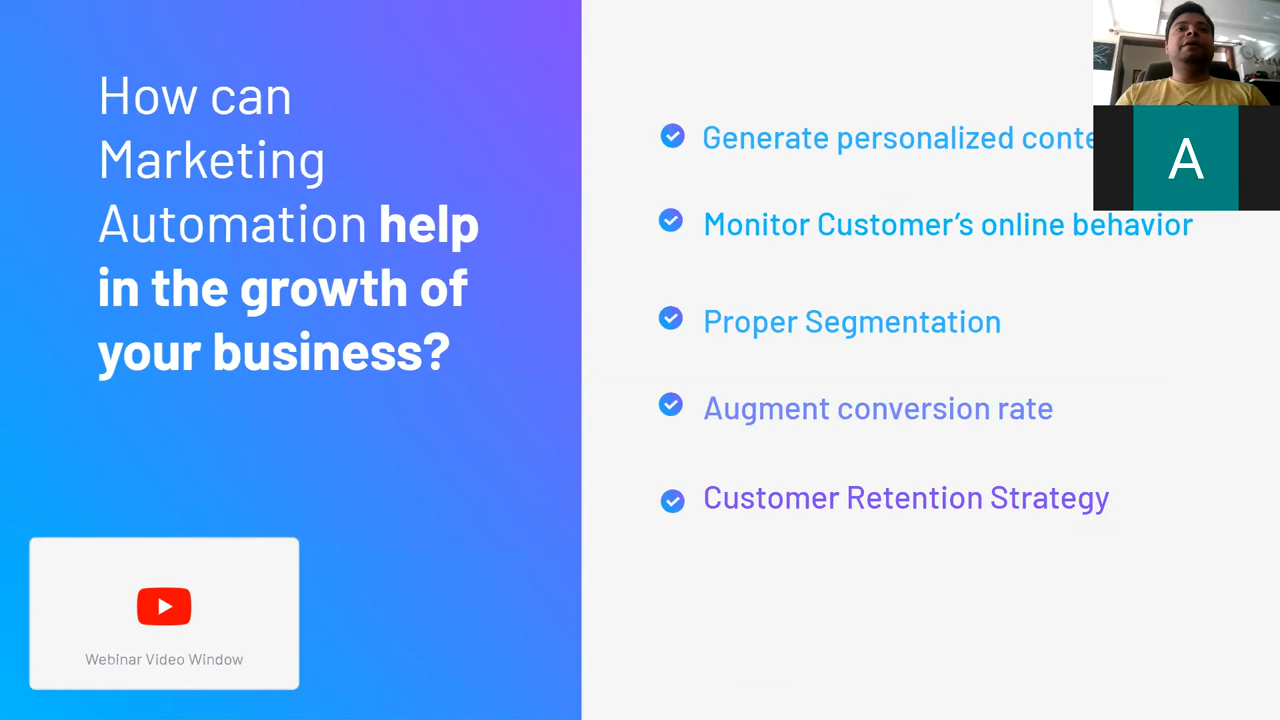 How can
Marketing
Automation help
in the growth of
your business?
Generate personalized
Monitor Customer's online behavior
Proper Segmentation
Augment conversion rate
Customer Retention Strategy
A
Webinar Video Window